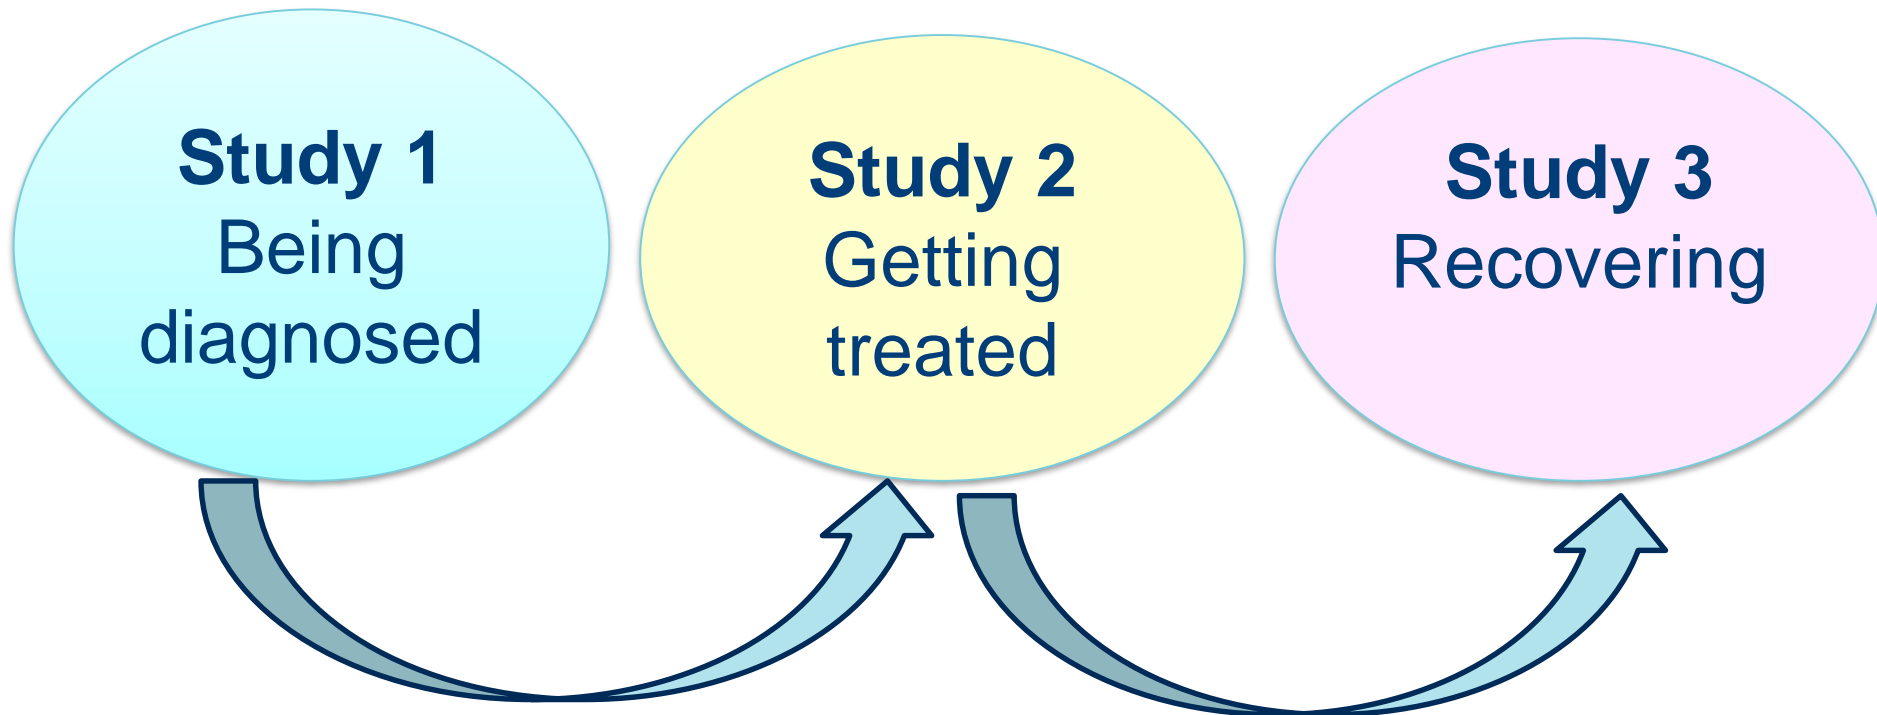 Study 1
Being
diagnosed
Study 2
Getting
treated
Study 3
Recovering